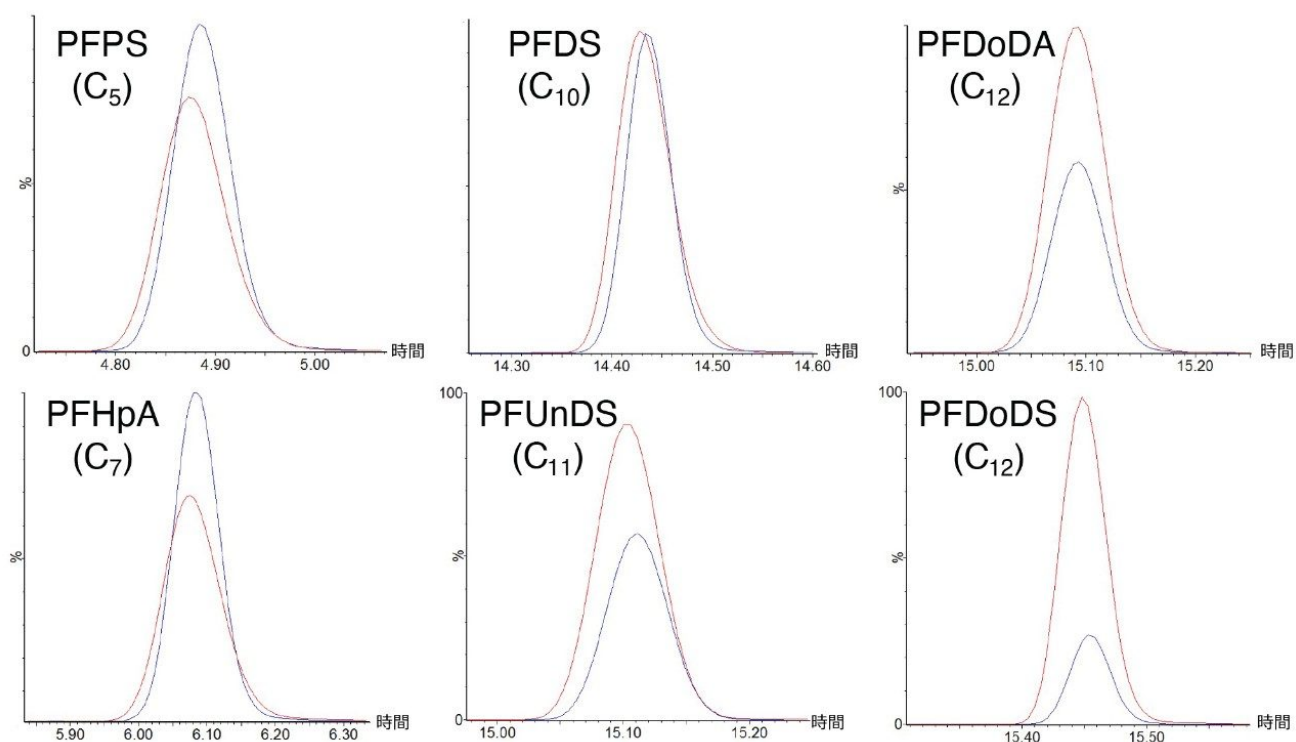 PFPS
(C₅)
%
0
4.80
4.90
5.00
時間
PFDS
(C₁₀)
14.30
14.40
14.50
14.60
時間
PFDoDA
(C₁₂)
%
15.00
15.10
15.20
時間
PFHpA
(C₇)
%
5.90
6.00
6.10
6.20
6.30
時間
100
PFUnDS
(C₁₁)
%
0
15.00
15.10
15.20
時間
100
PFDoDS
(C₁₂)
%
0
15.40
15.50
時間